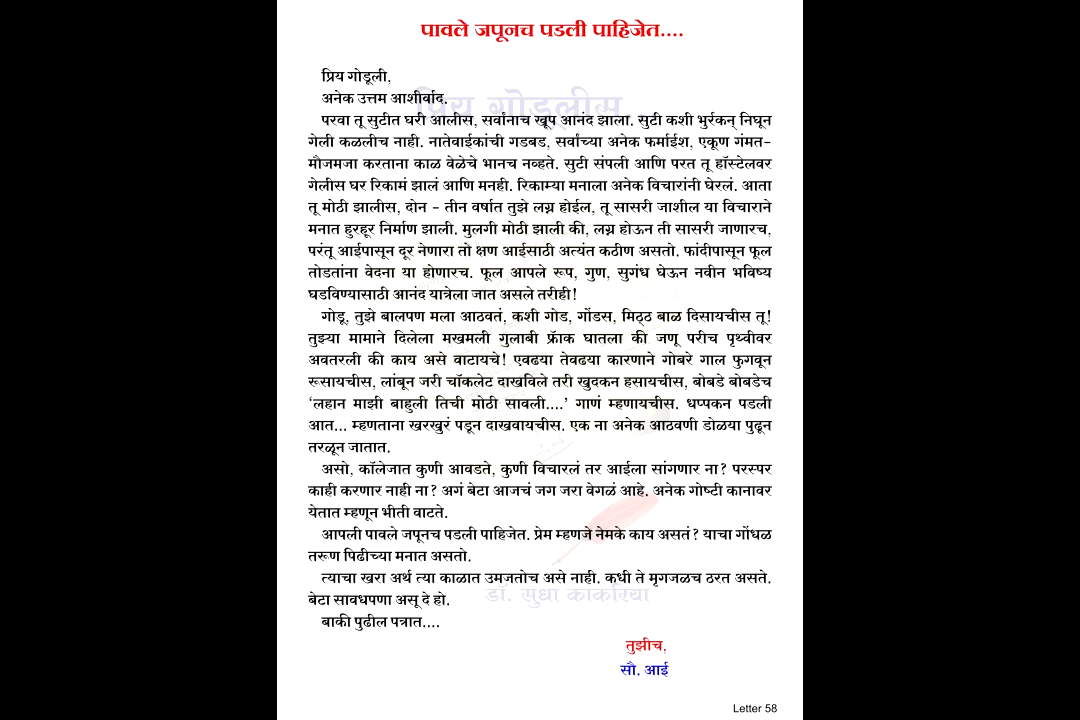 पावले जपूनच पडली पाहिजेत....
प्रिय गोडूली,
अनेक उत्तम आशीर्वाद.
प्रिय गोडूलीस
परवा तू सुटीत घरी आलीस, सर्वांनाच खूप आनंद झाला. सुटी कशी भुर्रकन् निघून
गेली कळलीच नाही. नातेवाईकांची गडबड, सर्वांच्या अनेक फर्माईश, एकूण गंमत-
मौजमजा करताना काळ वेळेचे भानच नव्हते. सुटी संपली आणि परत तू हॉस्टेलवर
गेलीस घर रिकामं झालं आणि मनही. रिकाम्या मनाला अनेक विचारांनी घेरलं. आता
तू मोठी झालीस, दोन - तीन वर्षात तुझे लग्न होईल, तू सासरी जाशील या विचाराने
मनात हुरहूर निर्माण झाली. मुलगी मोठी झाली की, लग्न होऊन ती सासरी जाणारच,
परंतू आईपासून दूर नेणारा तो क्षण आईसाठी अत्यंत कठीण असतो. फांदीपासून फूल
तोडतांना वेदना या होणारच. फूल आपले रूप, गुण, सुगंध घेऊन नवीन भविष्य
घडविण्यासाठी आनंद यात्रेला जात असले तरीही!
गोडू, तुझे बालपण मला आठवतं, कशी गोड, गोंडस, मिठ्ठ बाळ दिसायचीस तू!
तुझ्या मामाने दिलेला मखमली गुलाबी फ्रॉक घातला की जणू परीच पृथ्वीवर
अवतरली की काय असे वाटायचे! एवढया तेवढया कारणाने गोबरे गाल फुगवून
रूसायचीस, लांबून जरी चॉकलेट दाखविले तरी खुदकन हसायचीस, बोबडे बोबडेच
‘लहान माझी बाहुली तिची मोठी सावली....’ गाणं म्हणायचीस. धप्पकन पडली
आत... म्हणताना खरखुरं पडून दाखवायचीस. एक ना अनेक आठवणी डोळया पुढून
तरळून जातात.
असो, कॉलेजात कुणी आवडते, कुणी विचारलं तर आईला सांगणार ना? परस्पर
काही करणार नाही ना? अगं बेटा आजचं जग जरा वेगळं आहे. अनेक गोष्टी कानावर
येतात म्हणून भीती वाटते.
आपली पावले जपूनच पडली पाहिजेत. प्रेम म्हणजे नेमके काय असतं? याचा गोंधळ
तरूण पिढीच्या मनात असतो.
त्याचा खरा अर्थ त्या काळात उमजतोच असे नाही. कधी ते मृगजळच ठरत असते.
बेटा सावधपणा असू दे हो.
डॉ. सुधा कांकरिया
बाकी पुढील पत्रात....
तुझीच,
सौ. आई
Letter 58